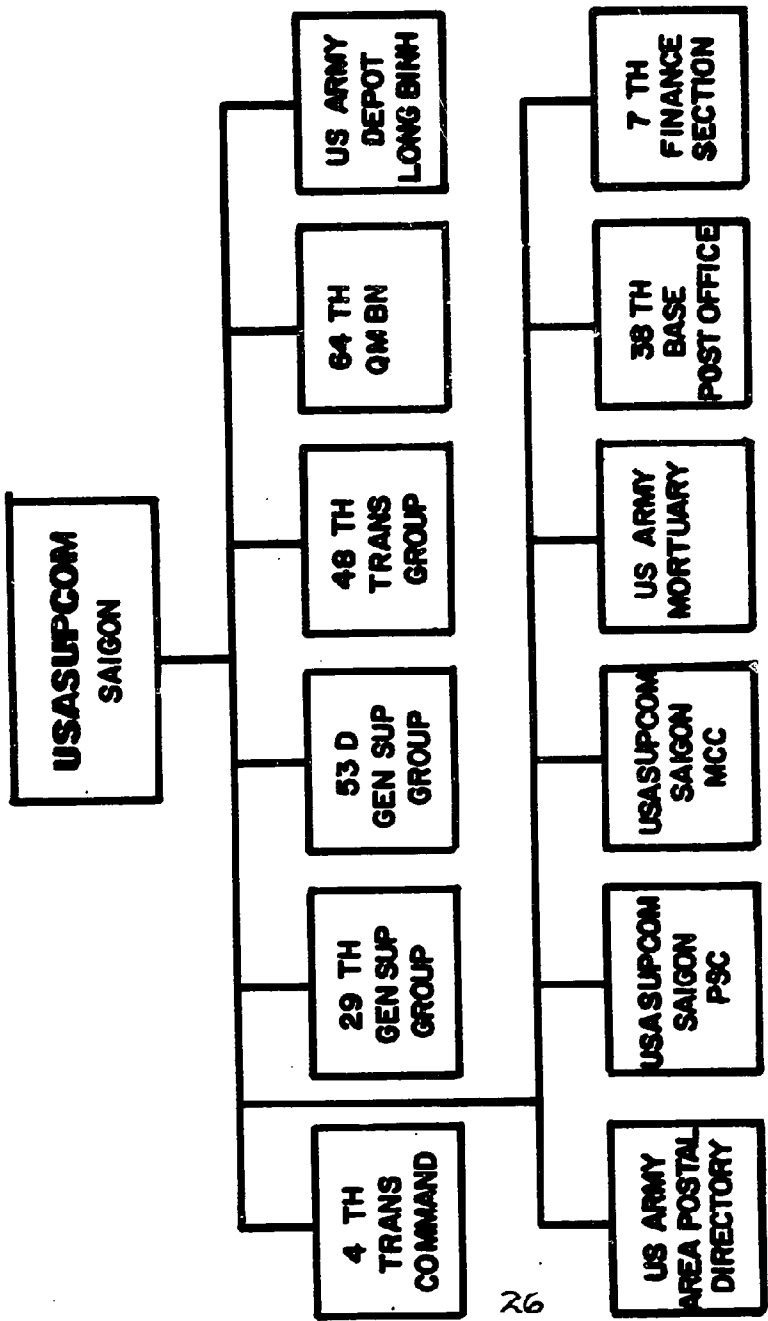 USASUPCOM
SAIGON
4 TH
TRANS
COMMAND
29 TH
GEN SUP
GROUP
53 D
GEN SUP
GROUP
48 TH
TRANS
GROUP
64 TH
QM BN
US ARMY
DEPOT
LONG BINH
US ARMY
AREA POSTAL
DIRECTORY
USASUPCOM
SAIGON
PSC
USASUPCOM
SAIGON
MCC
US ARMY
MORTUARY
38 TH
BASE
POST OFFICE
7 TH
FINANCE
SECTION
26